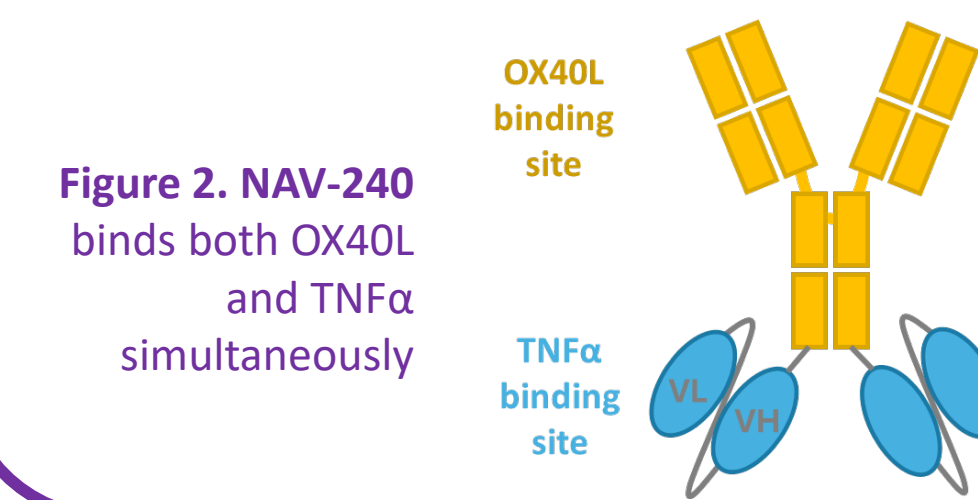 Figure 2. NAV-240
binds both OX40L
and TNFα
simultaneously
OX40L
binding
site
TNFα
binding
site
VL
VH